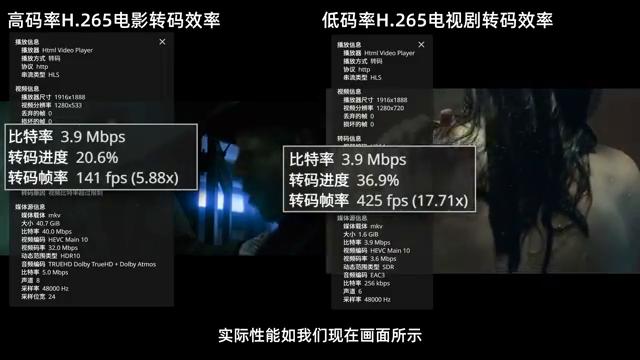 高码率H.265电影转码效率
播放信息
播放器 Html Video Player
播放方式 转码
协议 http
串流类型 HLS
视频信息
播放器尺寸 1916x1888
视频分辨率 1280x533
丢弃的帧 0
损坏的帧 0
比特率 3.9 Mbps
转码进度 20.6%
转码帧率 141 fps (5.88x)
媒体源信息
媒体载体 mkv
大小 40.7 GiB
比特率 40.0 Mbps
视频编码 HEVC Main 10
视频码率 32.0 Mbps
动态范围类型 HDR10
音频编码 TRUEHD Dolby TrueHD + Dolby Atmos
比特率 5.0 Mbps
声道 8
采样率 48000 Hz
采样位宽 24
低码率H.265电视剧转码效率
播放信息
播放器 Html Video Player
播放方式 转码
协议 http
串流类型 HLS
视频信息
播放器尺寸 1916x1888
视频分辨率 1280x720
丢弃的帧 0
损坏的帧 0
转码信息
比特率 3.9 Mbps
转码进度 36.9%
转码帧率 425 fps (17.71x)
媒体源信息
媒体载体 mkv
大小 1.6 GiB
比特率 3.9 Mbps
视频编码 HEVC Main 10
视频码率 3.6 Mbps
动态范围类型 SDR
音频编码 EAC3
比特率 256 kbps
声道 6
采样率 48000 Hz
实际性能如我们现在画面所示